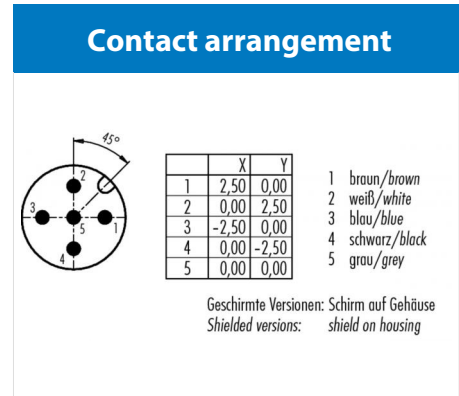 Contact arrangement
45°
2
3
1
5
4
X Y
1 2,50 0,00
2 0,00 2,50
3 -2,50 0,00
4 0,00 -2,50
5 0,00 0,00
1 braun/brown
2 weiß/white
3 blau/blue
4 schwarz/black
5 grau/grey
Geschirmte Versionen: Schirm auf Gehäuse
Shielded versions: shield on housing